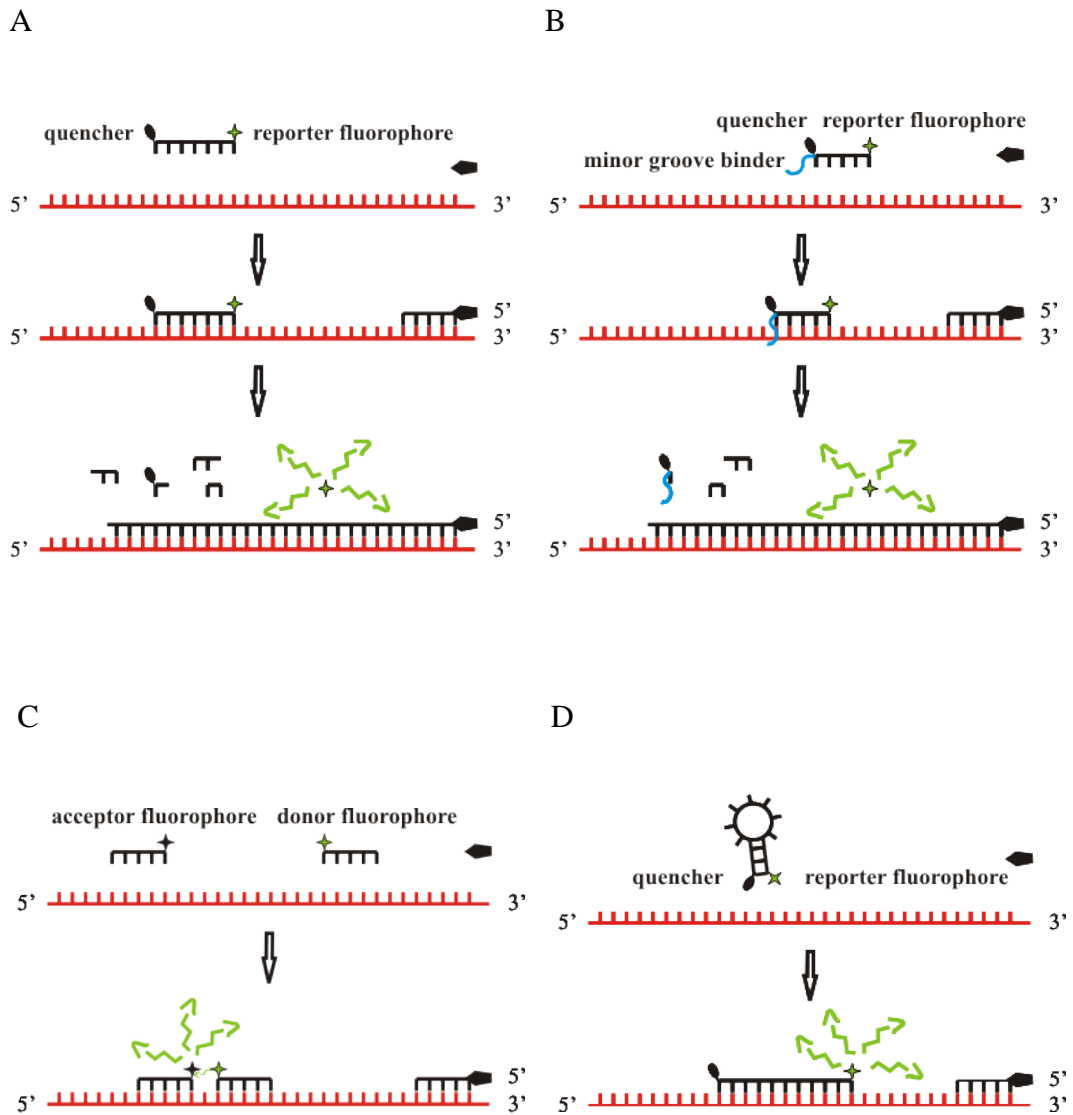 A
B
quencher reporter fluorophore
quencher reporter fluorophore
minor groove binder
5’ 3’
5’ 3’
5’
5’ 3’
5’
5’ 3’
5’
5’ 3’
5’
5’ 3’
C
D
acceptor fluorophore donor fluorophore
quencher reporter fluorophore
5’ 3’
5’ 3’
5’
5’ 3’
5’
5’ 3’